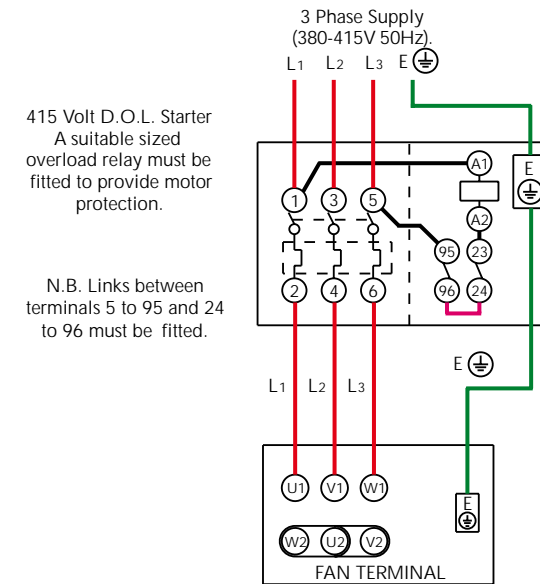 3 Phase Supply
(380-415V 50Hz).
L1 L2 L3 E
415 Volt D.O.L. Starter
A suitable sized
overload relay must be
fitted to provide motor
protection.
A1
E
1 3 5
A2
95 23
N.B. Links between
terminals 5 to 95 and 24
to 96 must be fitted.
2 4 6 96 24
E
L1 L2 L3
U1 V1 W1
E
W2 U2 V2
FAN TERMINAL